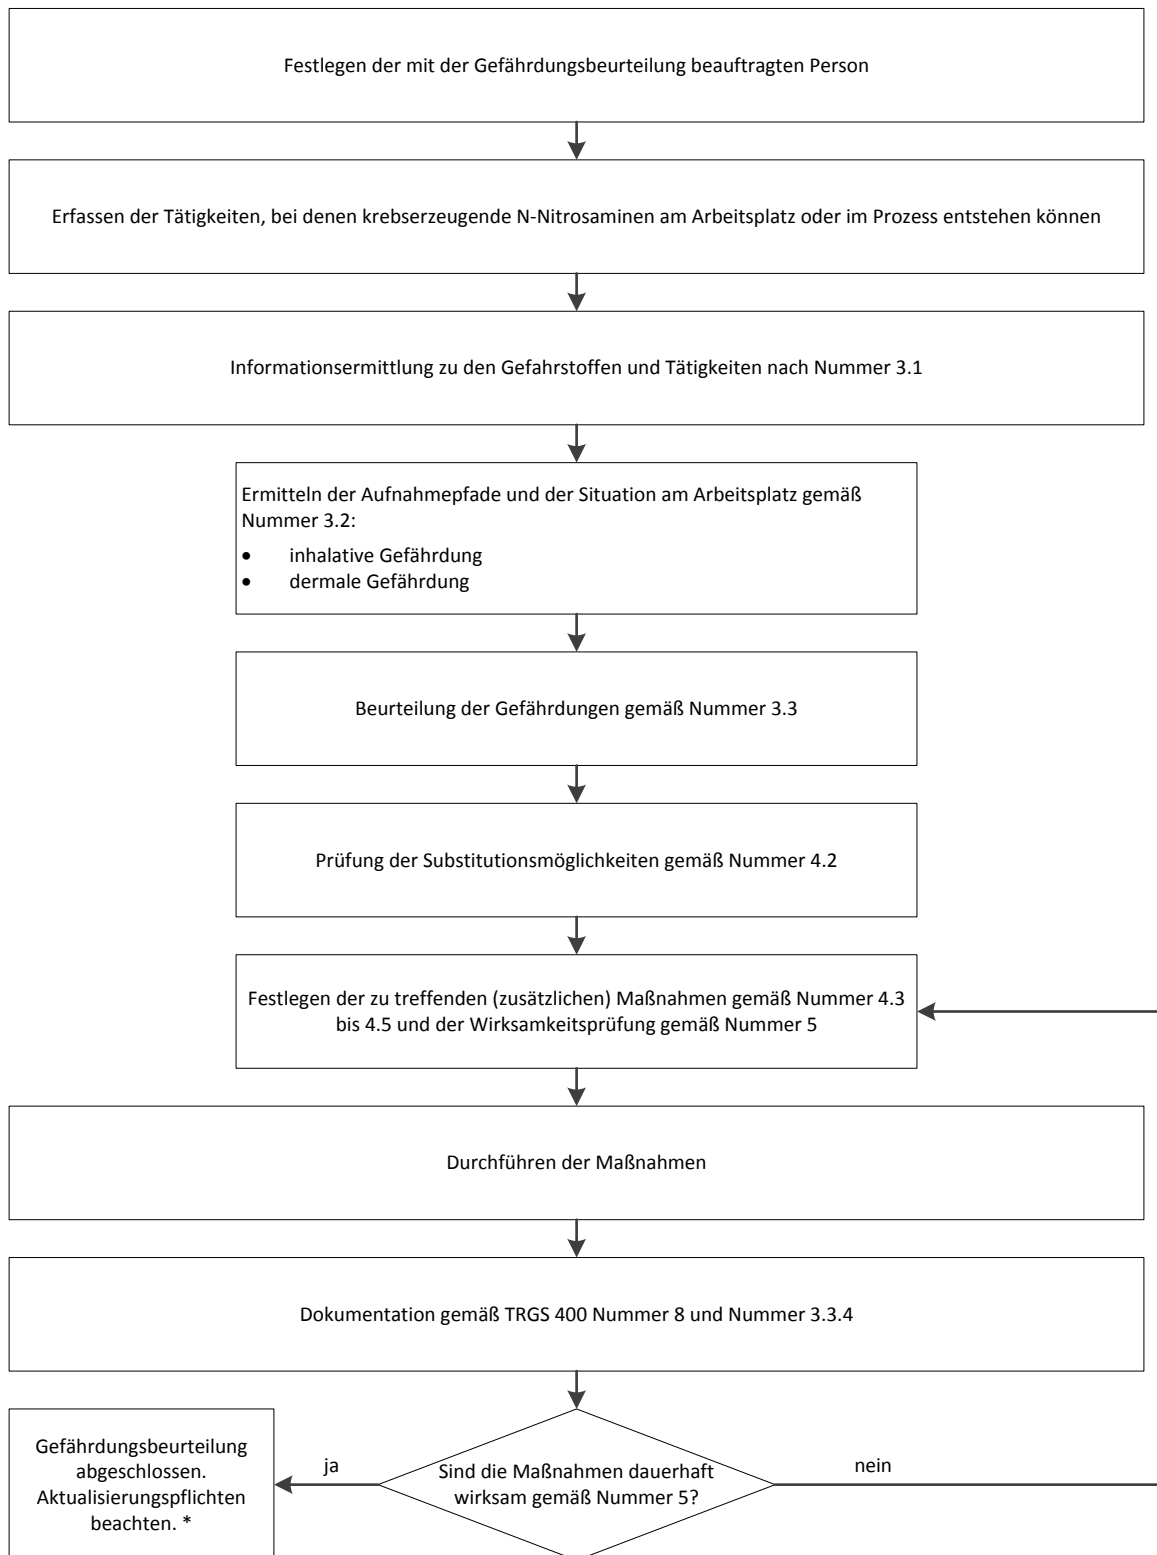 Festlegen der mit der Gefährdungsbeurteilung beauftragten Person
Erfassen der Tätigkeiten, bei denen krebserzeugende N-Nitrosaminen am Arbeitsplatz oder im Prozess entstehen können
Informationsermittlung zu den Gefahrstoffen und Tätigkeiten nach Nummer 3.1
Ermitteln der Aufnahmepfade und der Situation am Arbeitsplatz gemäß
Nummer 3.2:
• inhalative Gefährdung
• dermale Gefährdung
Beurteilung der Gefährdungen gemäß Nummer 3.3
Prüfung der Substitutionsmöglichkeiten gemäß Nummer 4.2
Festlegen der zu treffenden (zusätzlichen) Maßnahmen gemäß Nummer 4.3
bis 4.5 und der Wirksamkeitsprüfung gemäß Nummer 5
Durchführen der Maßnahmen
Dokumentation gemäß TRGS 400 Nummer 8 und Nummer 3.3.4
Gefährdungsbeurteilung
abgeschlossen.
Aktualisierungspflichten
beachten. *
ja
Sind die Maßnahmen dauerhaft
wirksam gemäß Nummer 5?
nein